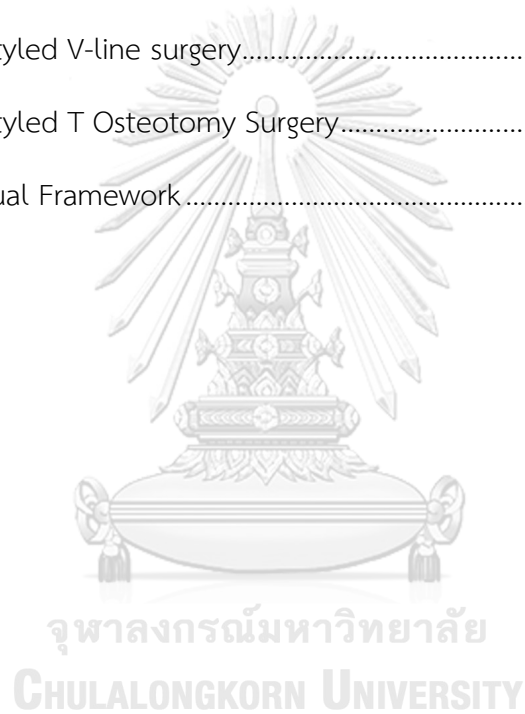 tyled V-line surgery....................................
tyled T Osteotomy Surgery........................
ual Framework............................................
จุฬาลงกรณ์มหาวิทยาลัย
CHULALONGKORN UNIVERSITY